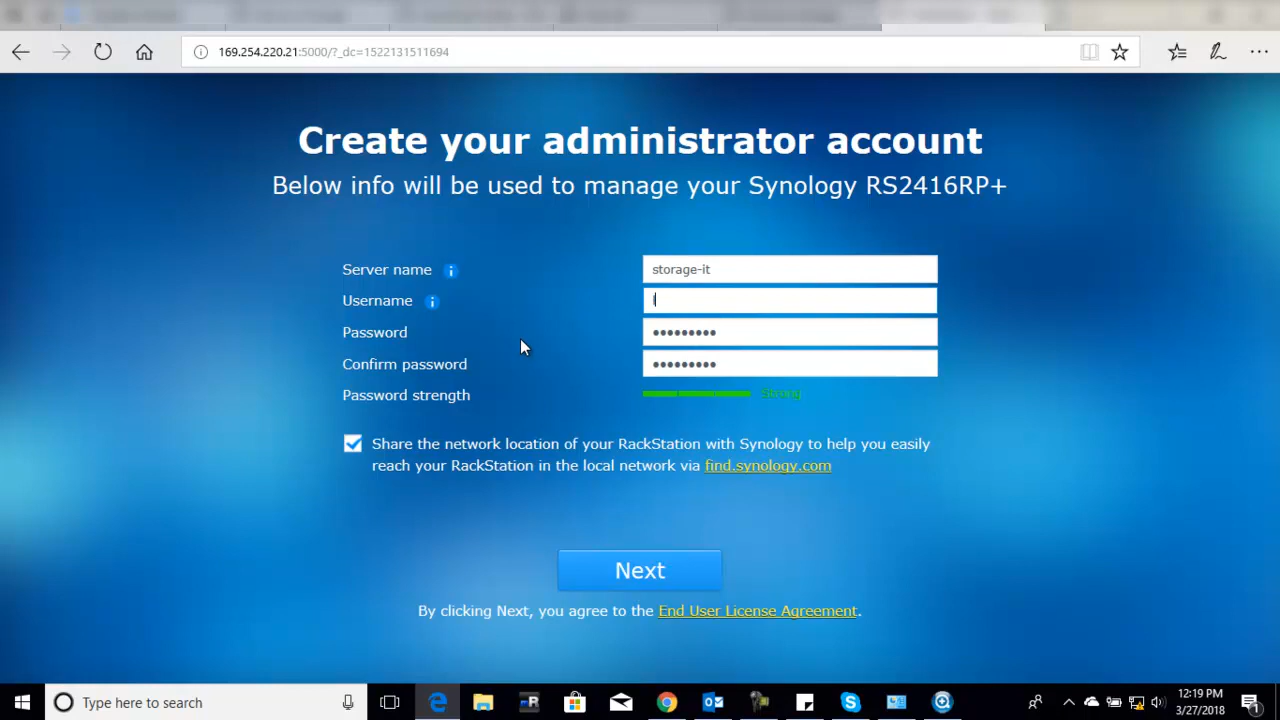 169.254.220.21:5000/?_dc=1522131511694
Create your administrator account
Below info will be used to manage your Synology RS2416RP+
Server name
storage-it
Username
Password
•••••••••
Confirm password
•••••••••
Password strength
Strong
Share the network location of your RackStation with Synology to help you easily
reach your RackStation in the local network via find.synology.com
Next
By clicking Next, you agree to the End User License Agreement.
Type here to search
12:19 PM
3/27/2018